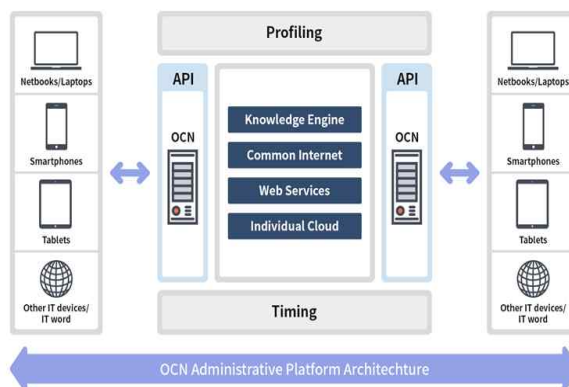 Profiling
Netbooks/Laptops
Smartphones
Tablets
Other IT devices/
IT word
API
OCN
Knowledge Engine
Common Internet
Web Services
Individual Cloud
API
OCN
Netbooks/Laptops
Smartphones
Tablets
Other IT devices/
IT word
Timing
OCN Administrative Platform Architechture